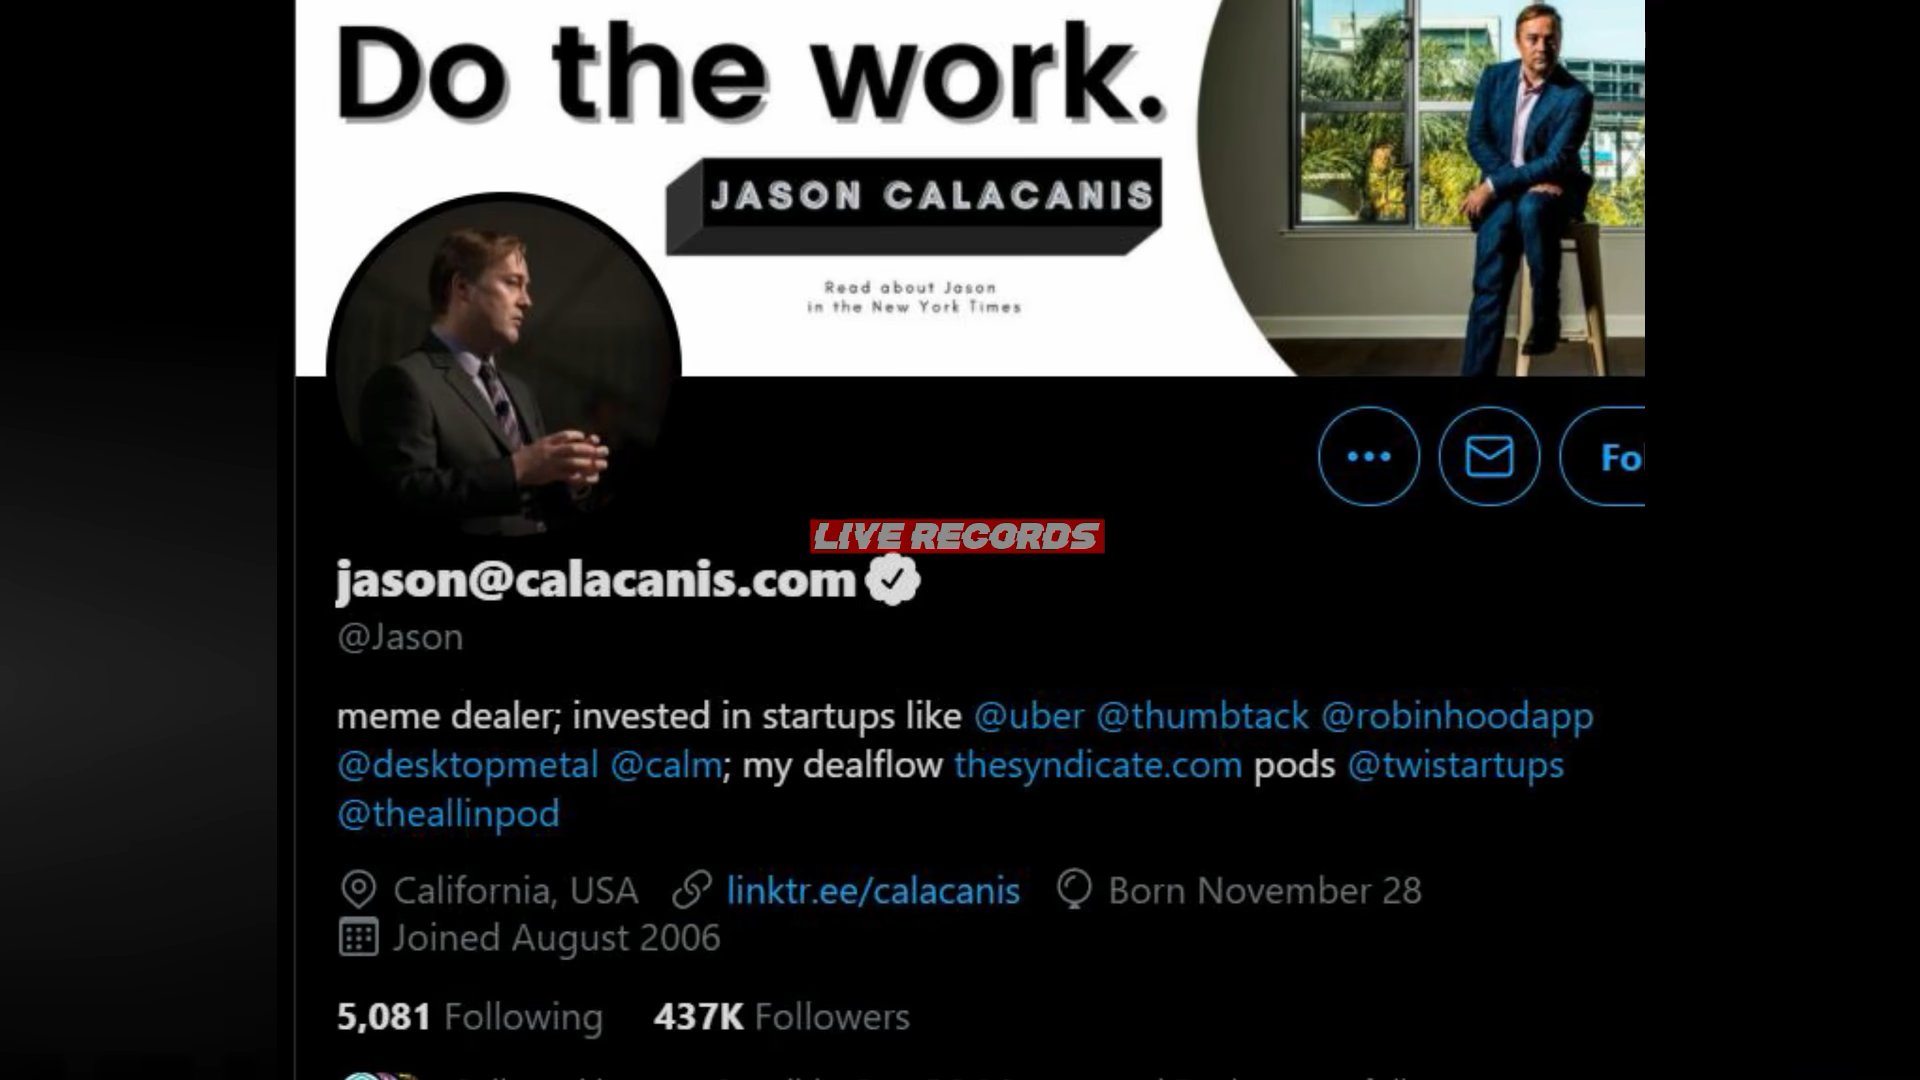 Do the work.
JASON CALACANIS
Read about Jason
in the New York Times
Fo
LIVE RECORDS
jason@calacanis.com
@Jason
meme dealer; invested in startups like @uber @thumbtack @robinhoodapp
@desktopmetal @calm; my dealflow thesyndicate.com pods @twistartups
@theallinpod
California, USA linktr.ee/calacanis Born November 28
Joined August 2006
5,081 Following 437K Followers